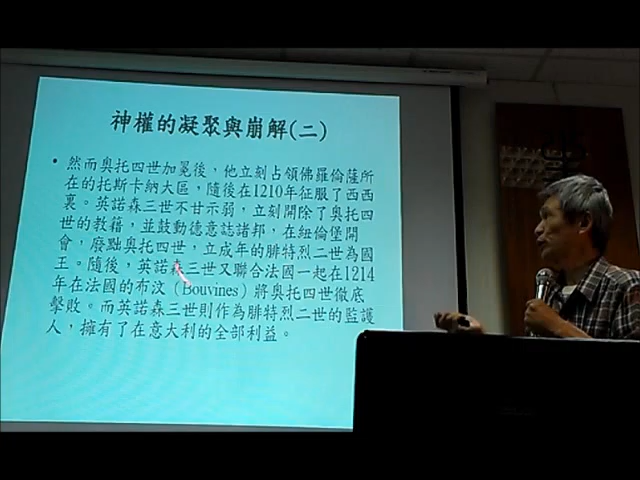 神權的凝聚與崩解(二)
• 然而奧托四世加冕後，他立刻占領佛羅倫薩所
在的托斯卡納大區，隨後在1210年征服了西西
裏。英諾森三世不甘示弱，立刻開除了奧托四
世的教籍，並鼓動德意誌諸邦，在紐倫堡開
會，廢黜奧托四世，立成年的腓特烈二世為國
王。隨後，英諾森三世又聯合法國一起在1214
年在法國的布汶（Bouvines）將奧托四世徹底
擊敗。而英諾森三世則作為腓特烈二世的監護
人，擁有了在意大利的全部利益。